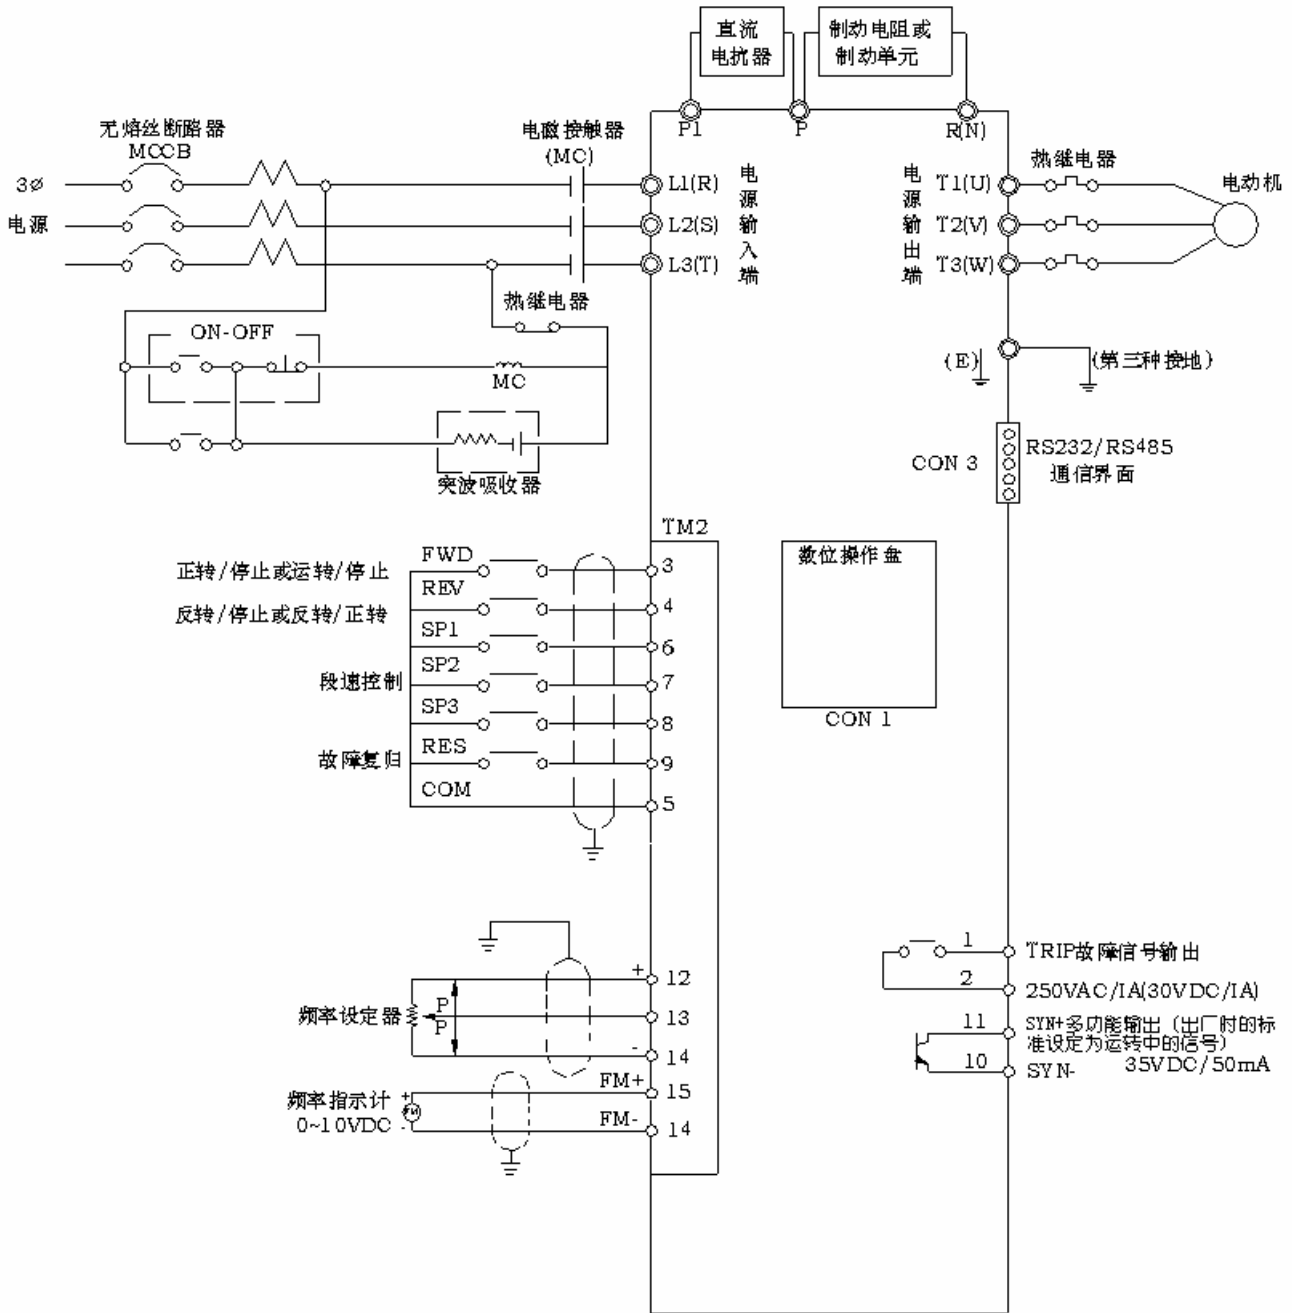 直流
电抗器
制动电阻或
制动单元
P1
P
R(N)
无熔丝断路器
MCCB
电磁接触器
(MC)
热继电器
3ø
L1(R)
电源输入端
电源输出端
T1(U)
电动机
电源
L2(S)
T2(V)
L3(T)
T3(W)
热继电器
ON-OFF
MC
(E)
(第三种接地)
突波吸收器
CON 3
RS232/RS485
通信界面
TM2
数位操作盘
CON 1
正转/停止或运转/停止
FWD
3
反转/停止或反转/正转
REV
4
SP1
6
段速控制
SP2
7
SP3
8
故障复归
RES
9
COM
5
1
TRIP故障信号输出
2
250VAC/1A(30VDC/1A)
11
SYN+多功能输出(出厂时的标
准设定为运转中的信号)
10
SYN-
35VDC/50mA
+
12
频率设定器
P
P
13
-
14
频率指示计
0~10VDC
+
FM
-
FM+
15
FM-
14